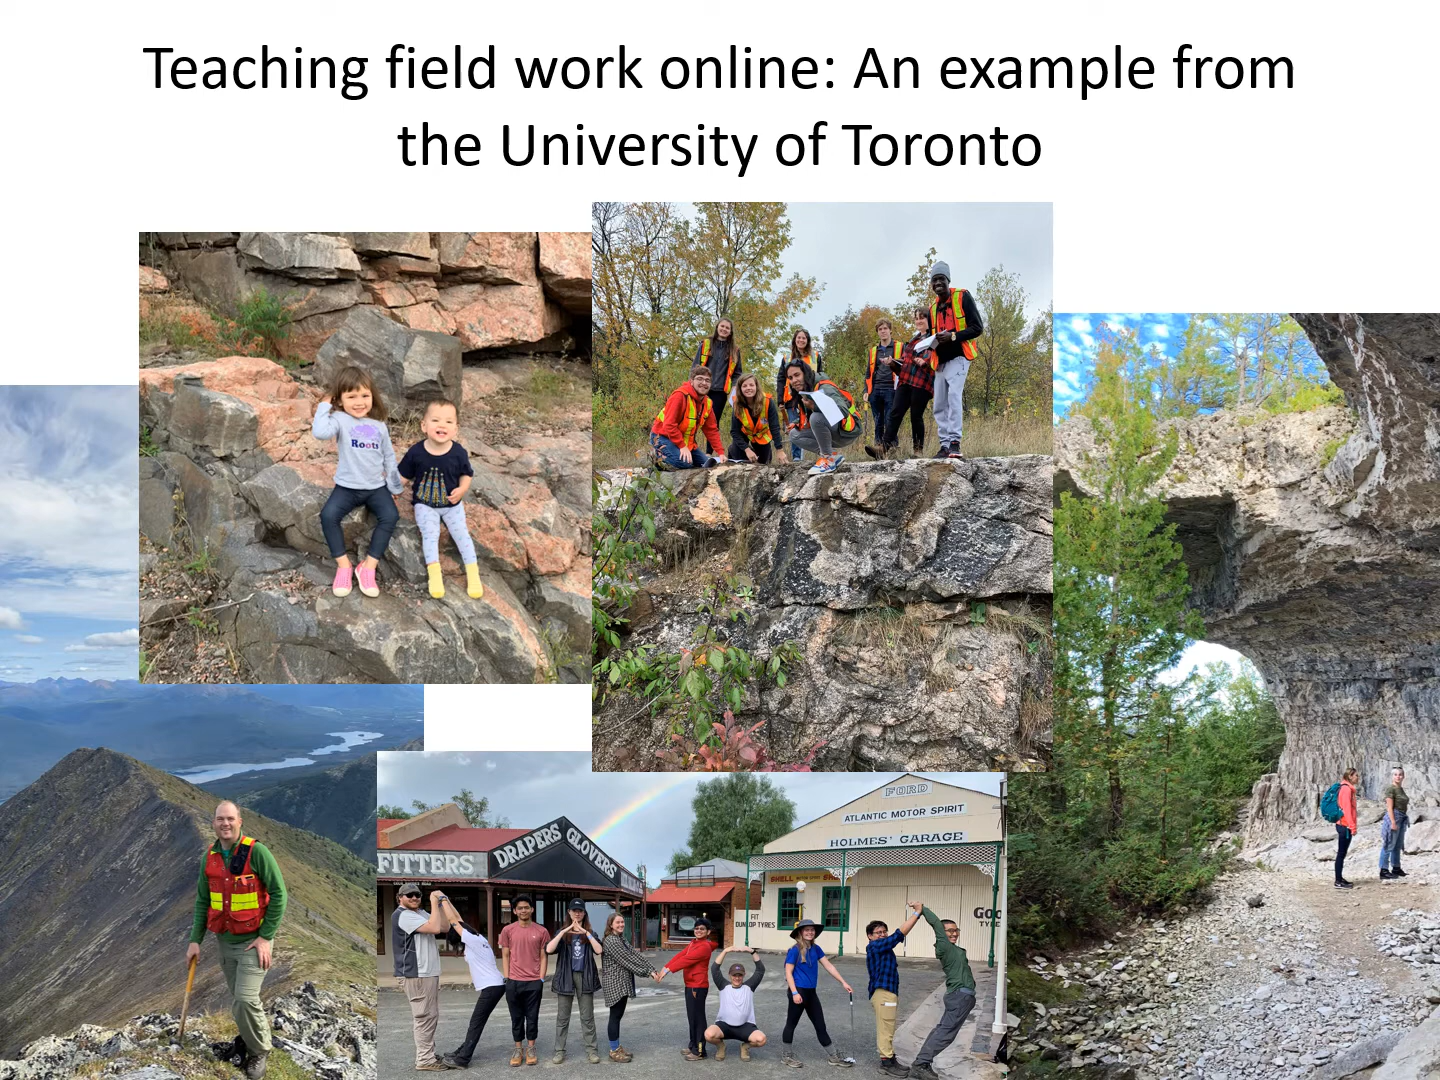 Teaching field work online: An example from
the University of Toronto
Roots
FITTERS
DRAPERS
GLOVERS
FORD
ATLANTIC MOTOR SPIRIT
HOLMES' GARAGE
SHELL
FIT
DUNLOP TYRES